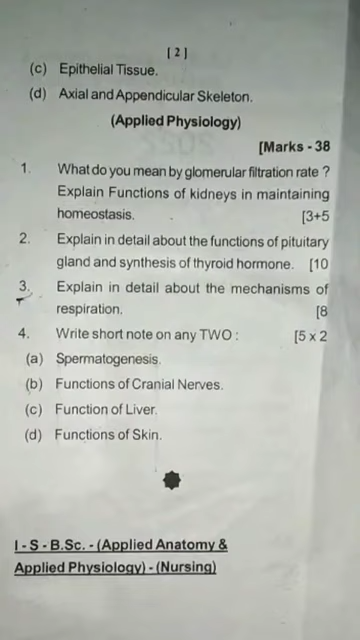 [ 2 ]
(c) Epithelial Tissue.
(d) Axial and Appendicular Skeleton.
(Applied Physiology)
[Marks - 38
1. What do you mean by glomerular filtration rate ?
Explain Functions of kidneys in maintaining
homeostasis. [3+5
2. Explain in detail about the functions of pituitary
gland and synthesis of thyroid hormone. [10
3. Explain in detail about the mechanisms of
respiration. [8
4. Write short note on any TWO : [5 x 2
(a) Spermatogenesis.
(b) Functions of Cranial Nerves.
(c) Function of Liver.
(d) Functions of Skin.
I - S - B.Sc. - (Applied Anatomy &
Applied Physiology) - (Nursing)